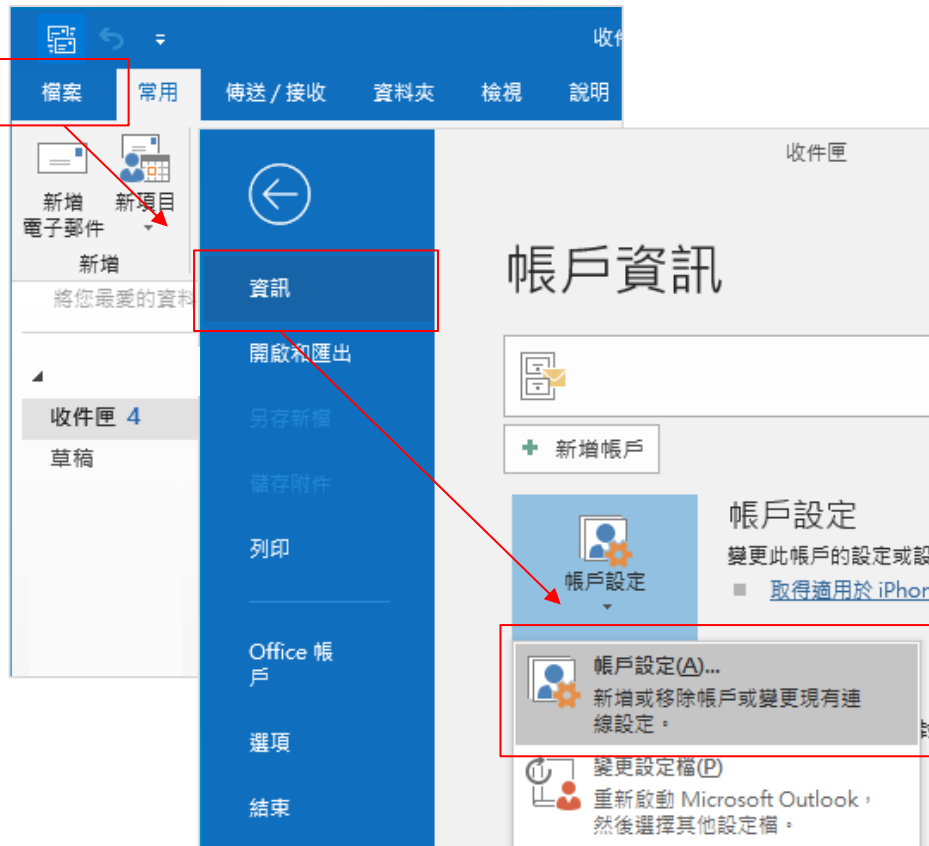 收件
檔案 常用 傳送 / 接收 資料夾 檢視 說明
新增
電子郵件
新項目
新增
將您最愛的資料
收件匣 4
草稿
收件匣
資訊
開啟和匯出
另存新檔
儲存附件
列印
Office 帳
戶
選項
結束
帳戶資訊
新增帳戶
帳戶設定
帳戶設定
變更此帳戶的設定或設
取得適用於 iPhon
帳戶設定(A)...
新增或移除帳戶或變更現有連
線設定。
變更設定檔(P)
重新啟動 Microsoft Outlook，
然後選擇其他設定檔。